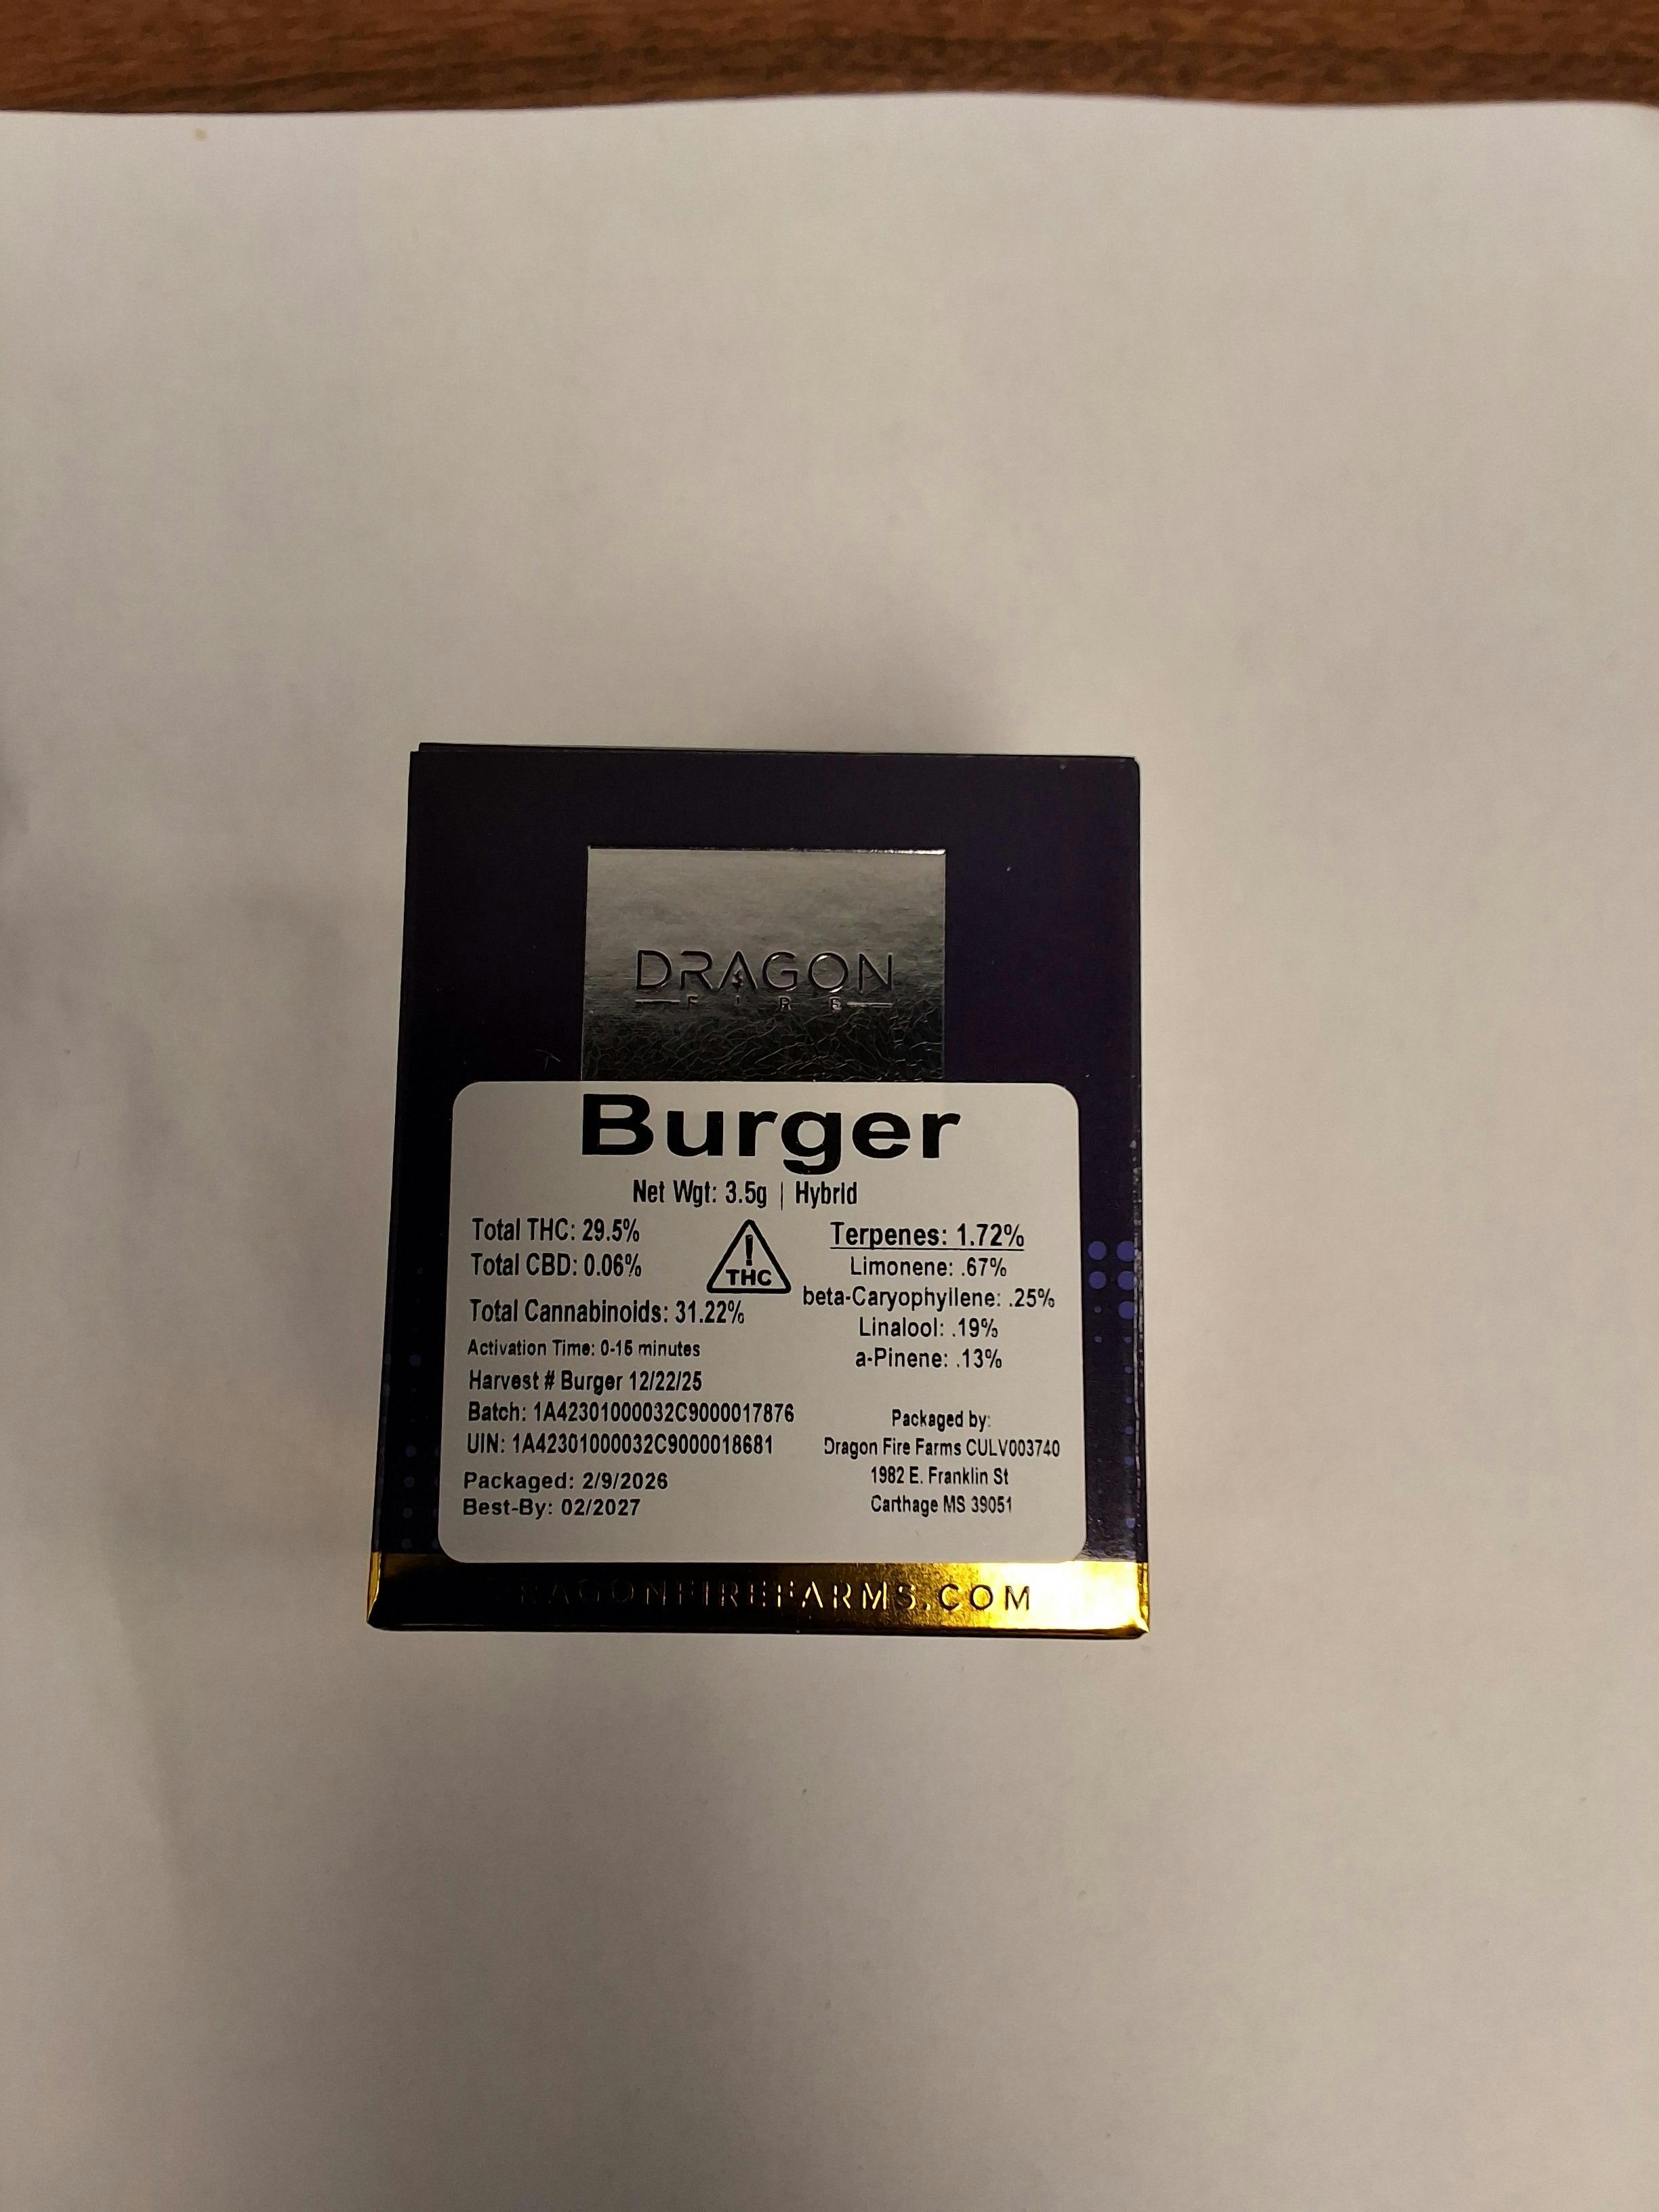 DRAGON
FIRE
Burger
Net Wgt: 3.5g | Hybrid
Total THC: 29.5%
Total CBD: 0.06%
Total Cannabinoids: 31.22%
Activation Time: 0-15 minutes
Harvest # Burger 12/22/25
Batch: 1A42301000032C9000017876
UIN: 1A42301000032C9000018681
Packaged: 2/9/2026
Best-By: 02/2027
THC
Terpenes: 1.72%
Limonene: .67%
beta-Caryophyllene: .25%
Linalool: .19%
a-Pinene: .13%
Packaged by:
Dragon Fire Farms CULV003740
1982 E. Franklin St
Carthage MS 39051
DRAGONFIREFARMS.COM